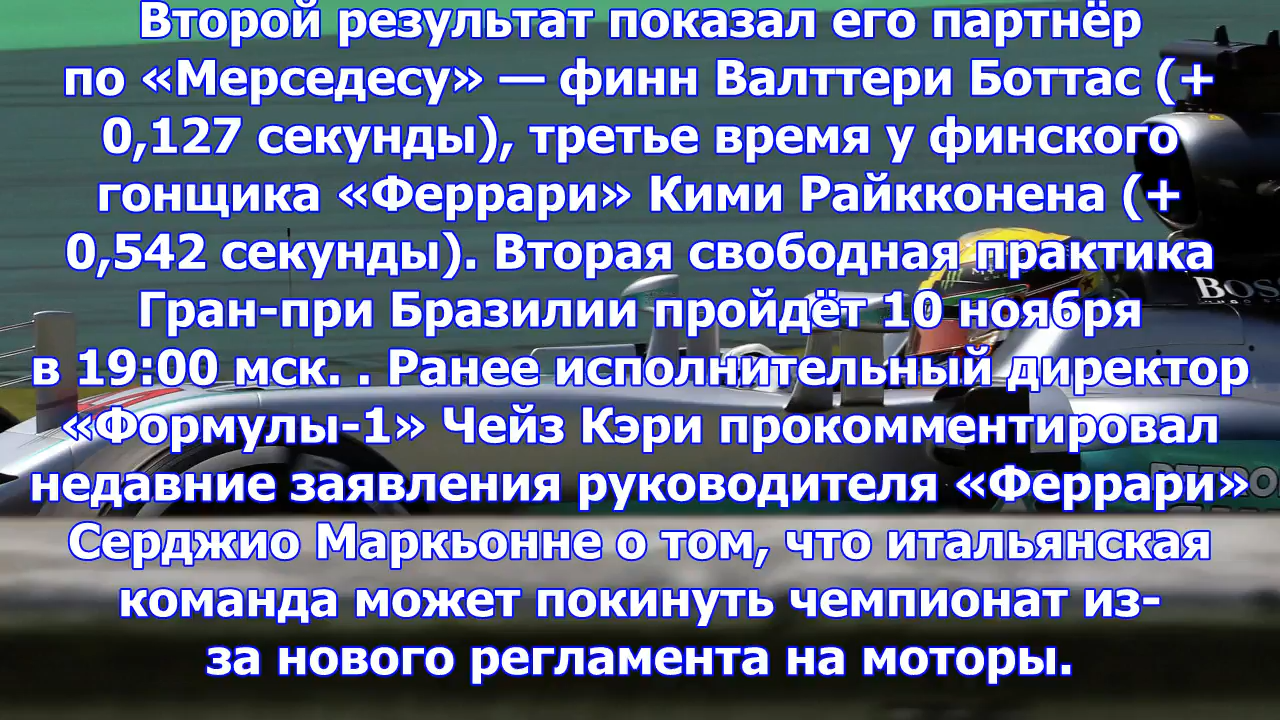 Второй результат показал его партнёр
по «Мерседесу» — финн Валттери Боттас (+
0,127 секунды), третье время у финского
гонщика «Феррари» Кими Райкконена (+
0,542 секунды). Вторая свободная практика
Гран-при Бразилии пройдёт 10 ноября
в 19:00 мск. . Ранее исполнительный директор
«Формулы-1» Чейз Кэри прокомментировал
недавние заявления руководителя «Феррари»
Серджио Маркьонне о том, что итальянская
команда может покинуть чемпионат из-
за нового регламента на моторы.